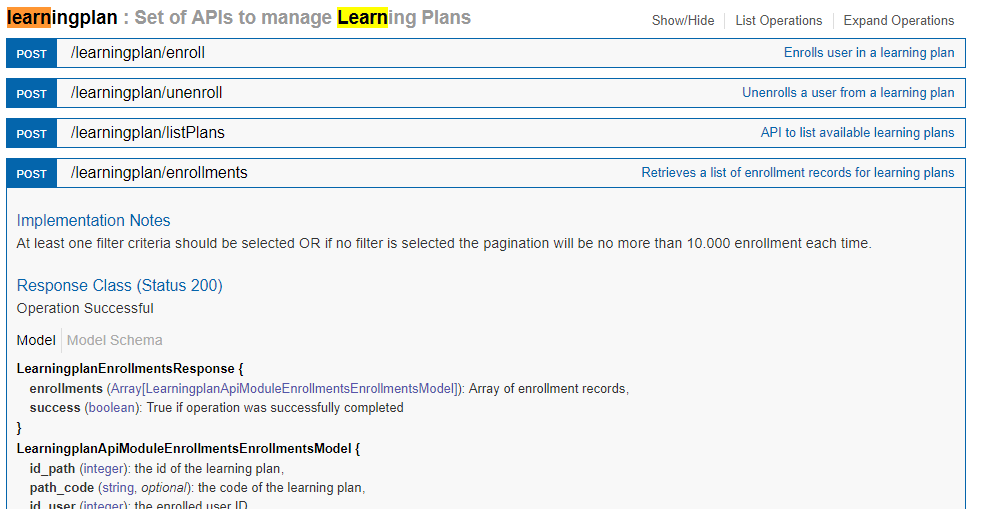 learningplan : Set of APIs to manage Learning Plans
Show/Hide List Operations Expand Operations
POST /learningplan/enroll Enrolls user in a learning plan
POST /learningplan/unenroll Unenrolls a user from a learning plan
POST /learningplan/listPlans API to list available learning plans
POST /learningplan/enrollments Retrieves a list of enrollment records for learning plans
Implementation Notes
At least one filter criteria should be selected OR if no filter is selected the pagination will be no more than 10.000 enrollment each time.
Response Class (Status 200)
Operation Successful
Model Model Schema
LearningplanEnrollmentsResponse {
enrollments (Array[LearningplanApiModuleEnrollmentsEnrollmentsModel]): Array of enrollment records,
success (boolean): True if operation was successfully completed
}
LearningplanApiModuleEnrollmentsEnrollmentsModel {
id_path (integer): the id of the learning plan,
path_code (string, optional): the code of the learning plan,
id_user (integer): the enrolled user ID